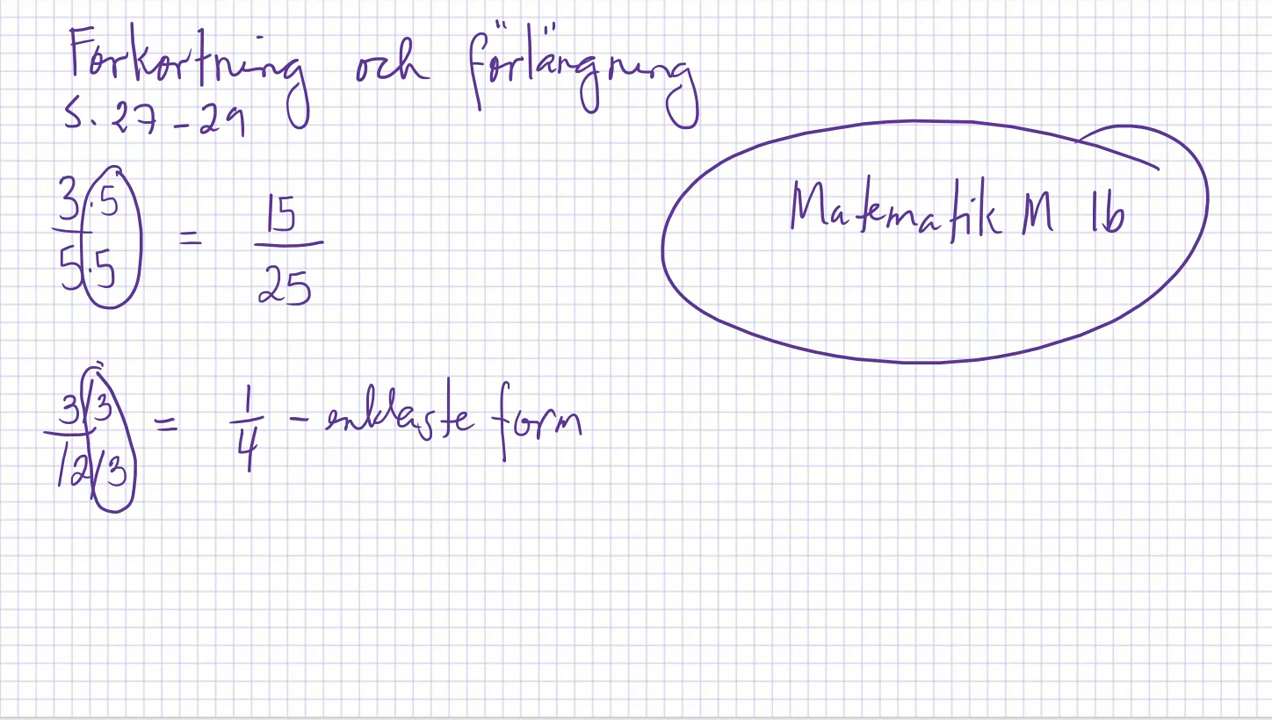 Forkortning och förlängning
s. 27-29
3·5/5·5 = 15/25
Matematik M 1b
3/3/12/3 = 1/4 - enklaste form